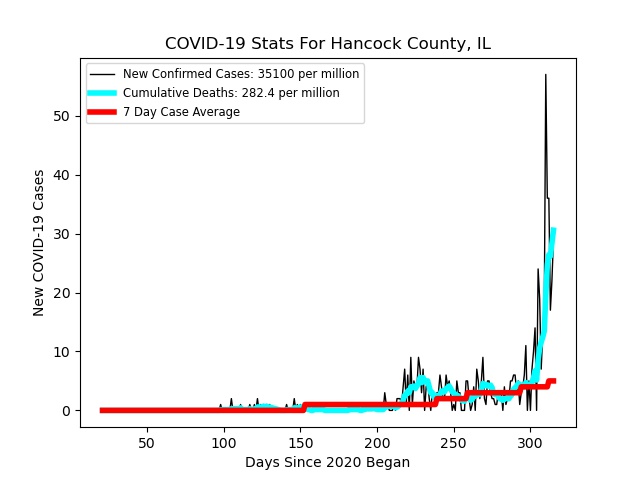 COVID-19 Stats For Hancock County, IL
New Confirmed Cases: 35100 per million
Cumulative Deaths: 282.4 per million
7 Day Case Average
New COVID-19 Cases
50
40
30
20
10
0
50 100 150 200 250 300
Days Since 2020 Began